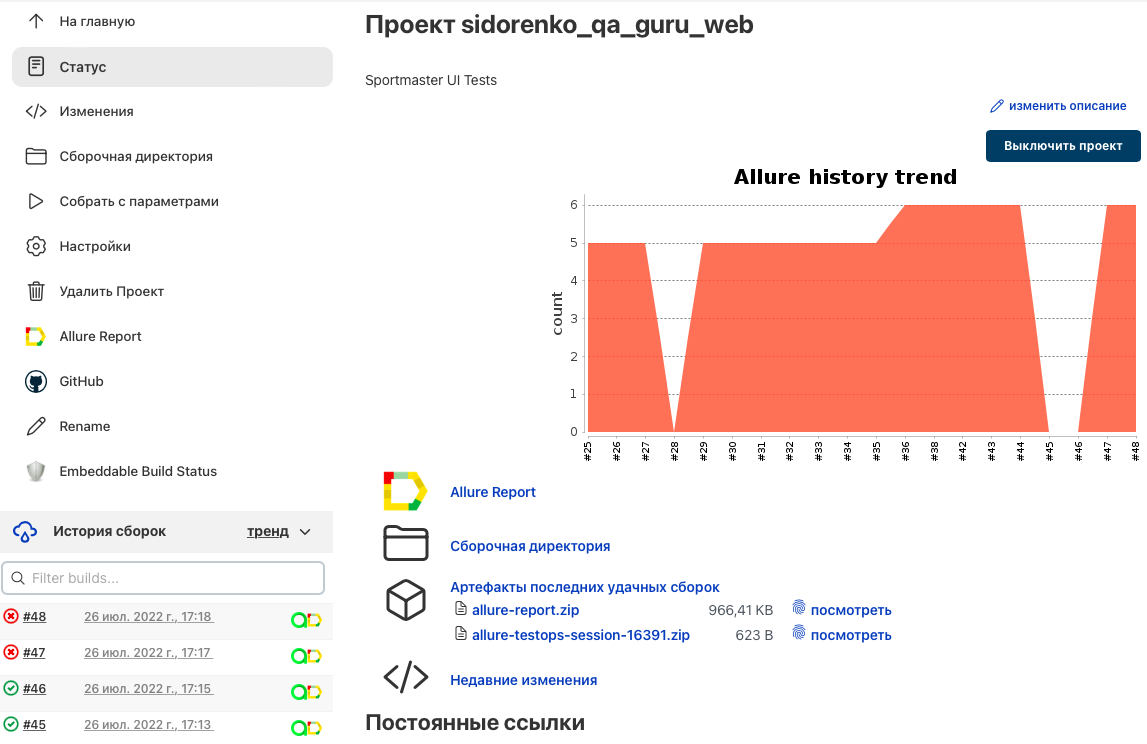 На главную
Статус
Изменения
Сборочная директория
Собрать с параметрами
Настройки
Удалить Проект
Allure Report
GitHub
Rename
Embeddable Build Status
История сборок тренд
Filter builds...
#48 26 июл. 2022 г., 17:18
#47 26 июл. 2022 г., 17:17
#46 26 июл. 2022 г., 17:15
#45 26 июл. 2022 г., 17:13
Проект sidorenko_qa_guru_web
Sportmaster UI Tests
изменить описание
Выключить проект
Allure history trend
count
6
5
4
3
2
1
0
#25 #26 #27 #28 #29 #30 #31 #32 #33 #34 #35 #36 #38 #42 #43 #44 #45 #46 #47 #48
Allure Report
Сборочная директория
Артефакты последних удачных сборок
allure-report.zip 966,41 KB посмотреть
allure-testops-session-16391.zip 623 B посмотреть
Недавние изменения
Постоянные ссылки